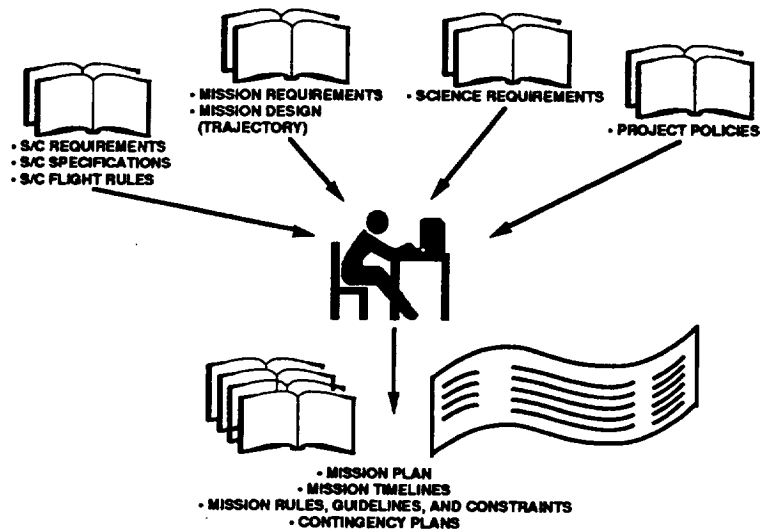 • S/C REQUIREMENTS
• S/C SPECIFICATIONS
• S/C FLIGHT RULES
• MISSION REQUIREMENTS
• MISSION DESIGN
(TRAJECTORY)
• SCIENCE REQUIREMENTS
• PROJECT POLICIES
• MISSION PLAN
• MISSION TIMELINES
• MISSION RULES, GUIDELINES, AND CONSTRAINTS
• CONTINGENCY PLANS